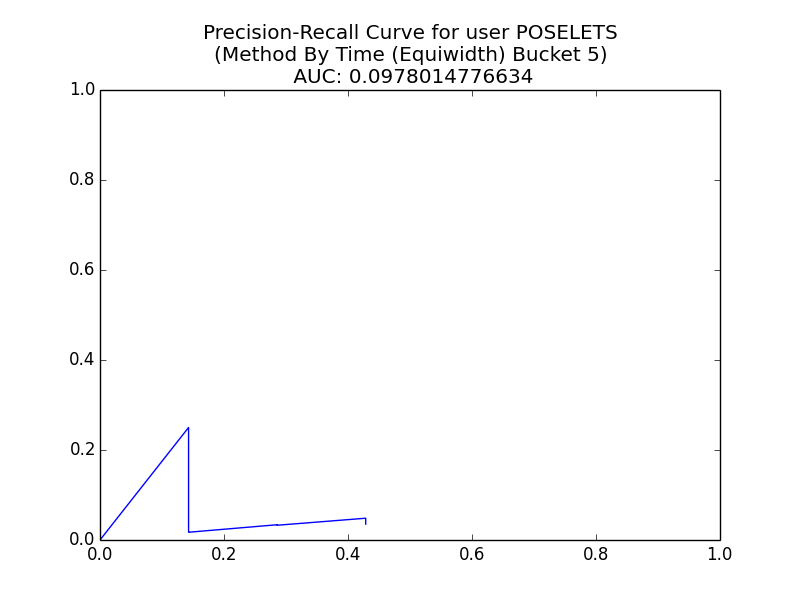 Precision-Recall Curve for user POSELETS
(Method By Time (Equiwidth) Bucket 5)
AUC: 0.0978014776634
1.0
0.8
0.6
0.4
0.2
0.0
0.0 0.2 0.4 0.6 0.8 1.0